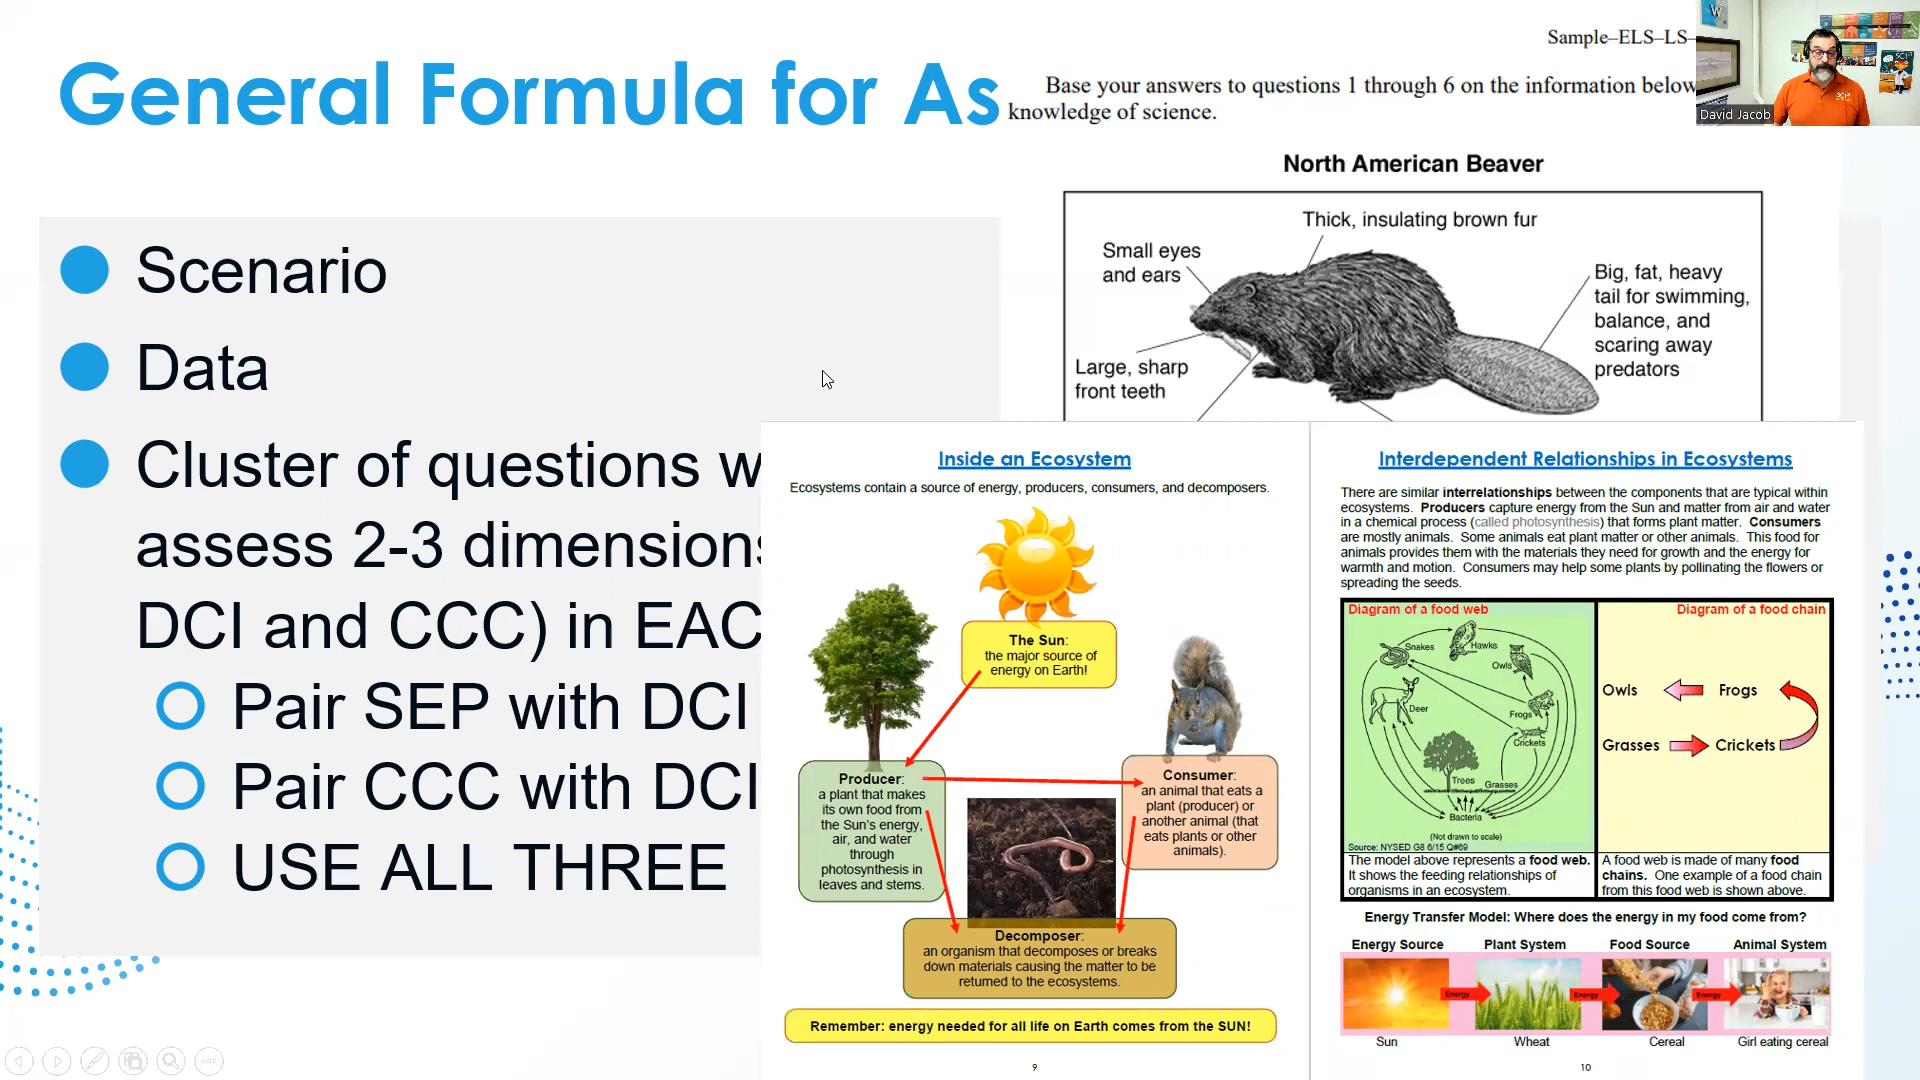 General Formula for As
Scenario
Data
Cluster of questions w
assess 2-3 dimensions
DCI and CCC) in EAC
Pair SEP with DCI
Pair CCC with DCI
USE ALL THREE
Sample–ELS–LS–
Base your answers to questions 1 through 6 on the information below
knowledge of science.
David Jacob
North American Beaver
Thick, insulating brown fur
Small eyes
and ears
Big, fat, heavy
tail for swimming,
balance, and
scaring away
predators
Large, sharp
front teeth
Inside an Ecosystem
Ecosystems contain a source of energy, producers, consumers, and decomposers.
The Sun:
the major source of
energy on Earth!
Producer:
a plant that makes
its own food from
the Sun's energy,
air, and water
through
photosynthesis in
leaves and stems.
Consumer:
an animal that eats a
plant (producer) or
another animal (that
eats plants or other
animals).
Decomposer:
an organism that decomposes or breaks
down materials causing the matter to be
returned to the ecosystems.
Remember: energy needed for all life on Earth comes from the SUN!
9
Interdependent Relationships in Ecosystems
There are similar interrelationships between the components that are typical within
ecosystems. Producers capture energy from the Sun and matter from air and water
in a chemical process (called photosynthesis) that forms plant matter. Consumers
are mostly animals. Some animals eat plant matter or other animals. This food for
animals provides them with the materials they need for growth and the energy for
warmth and motion. Consumers may help some plants by pollinating the flowers or
spreading the seeds.
Diagram of a food web
Snakes
Hawks
Owls
Deer
Frogs
Crickets
Trees
Grasses
Bacteria
(Not drawn to scale)
Source: NYSED G8 6/15 Q#69
Diagram of a food chain
Owls
Frogs
Grasses
Crickets
The model above represents a food web.
It shows the feeding relationships of
organisms in an ecosystem.
A food web is made of many food
chains. One example of a food chain
from this food web is shown above.
Energy Transfer Model: Where does the energy in my food come from?
Energy Source
Plant System
Food Source
Animal System
Energy
Energy
Energy
Sun
Wheat
Cereal
Girl eating cereal
10